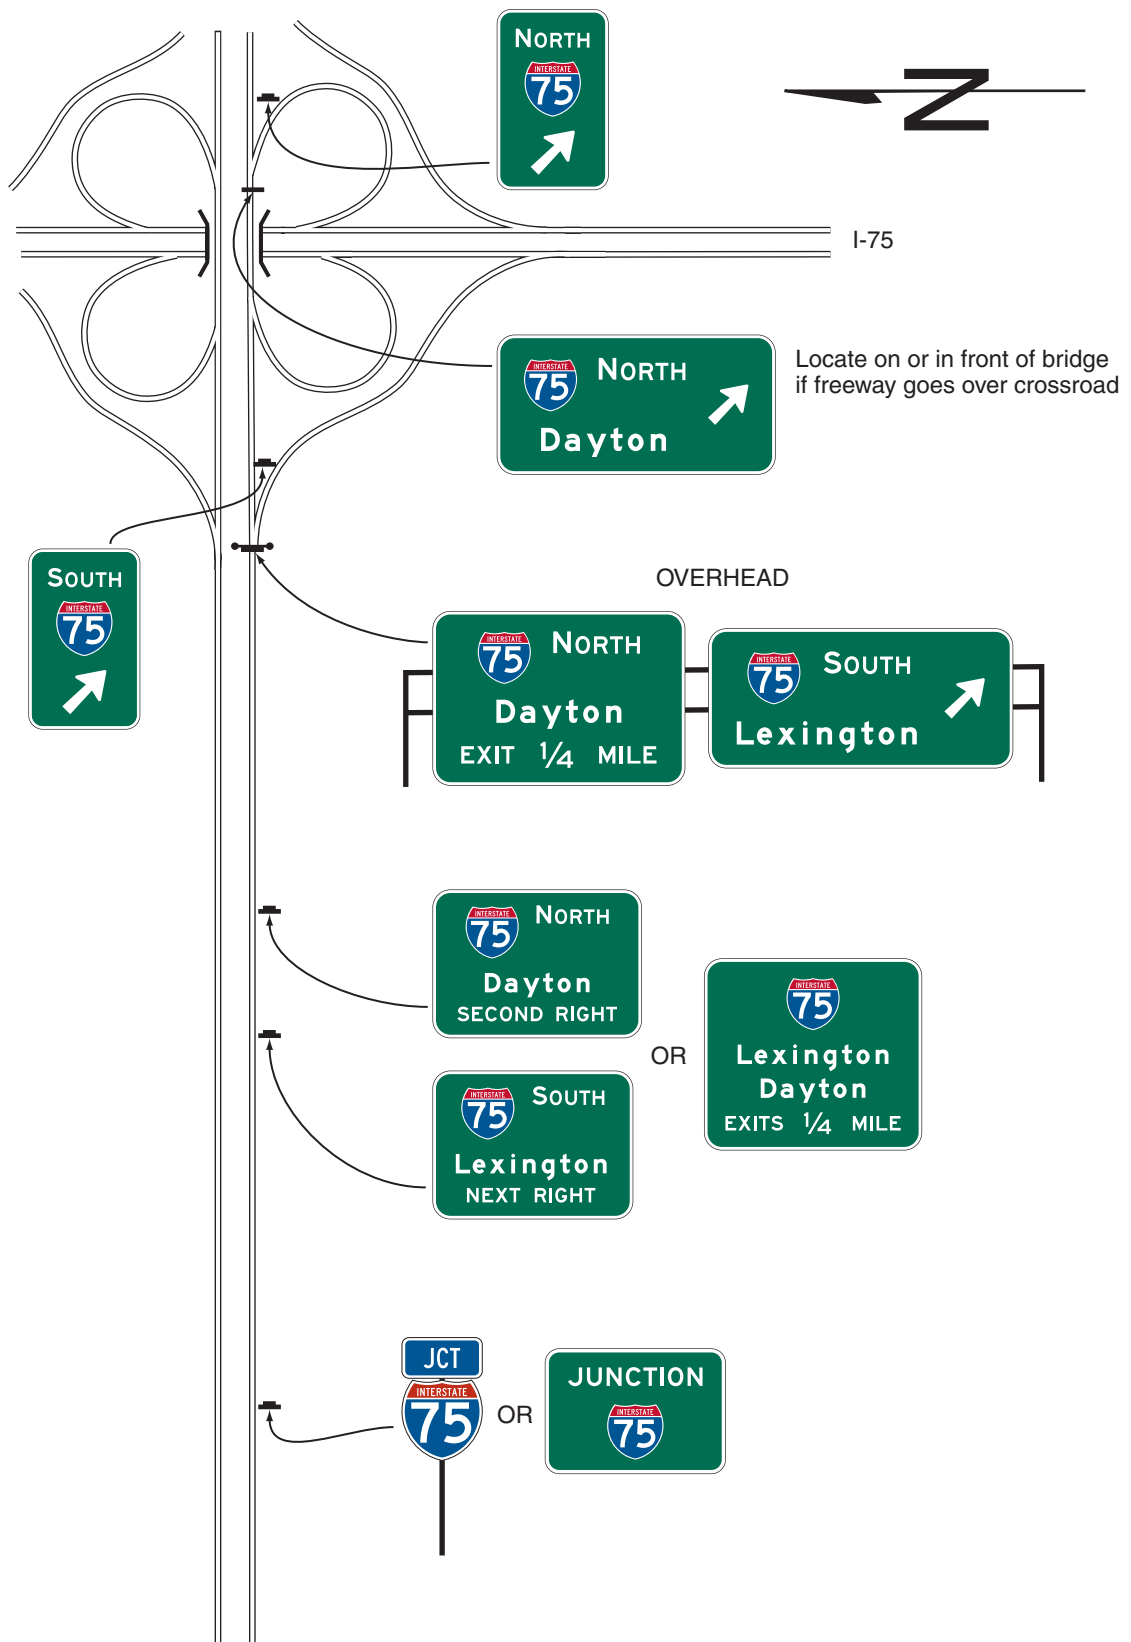 NORTH
INTERSTATE
75
N
I-75
INTERSTATE
75 NORTH
Dayton
Locate on or in front of bridge
if freeway goes over crossroad
SOUTH
INTERSTATE
75
OVERHEAD
INTERSTATE
75 NORTH
Dayton
EXIT 1/4 MILE
INTERSTATE
75 SOUTH
Lexington
INTERSTATE
75 NORTH
Dayton
SECOND RIGHT
INTERSTATE
75 SOUTH
Lexington
NEXT RIGHT
OR
INTERSTATE
75
Lexington
Dayton
EXITS 1/4 MILE
JCT
INTERSTATE
75
OR
JUNCTION
INTERSTATE
75